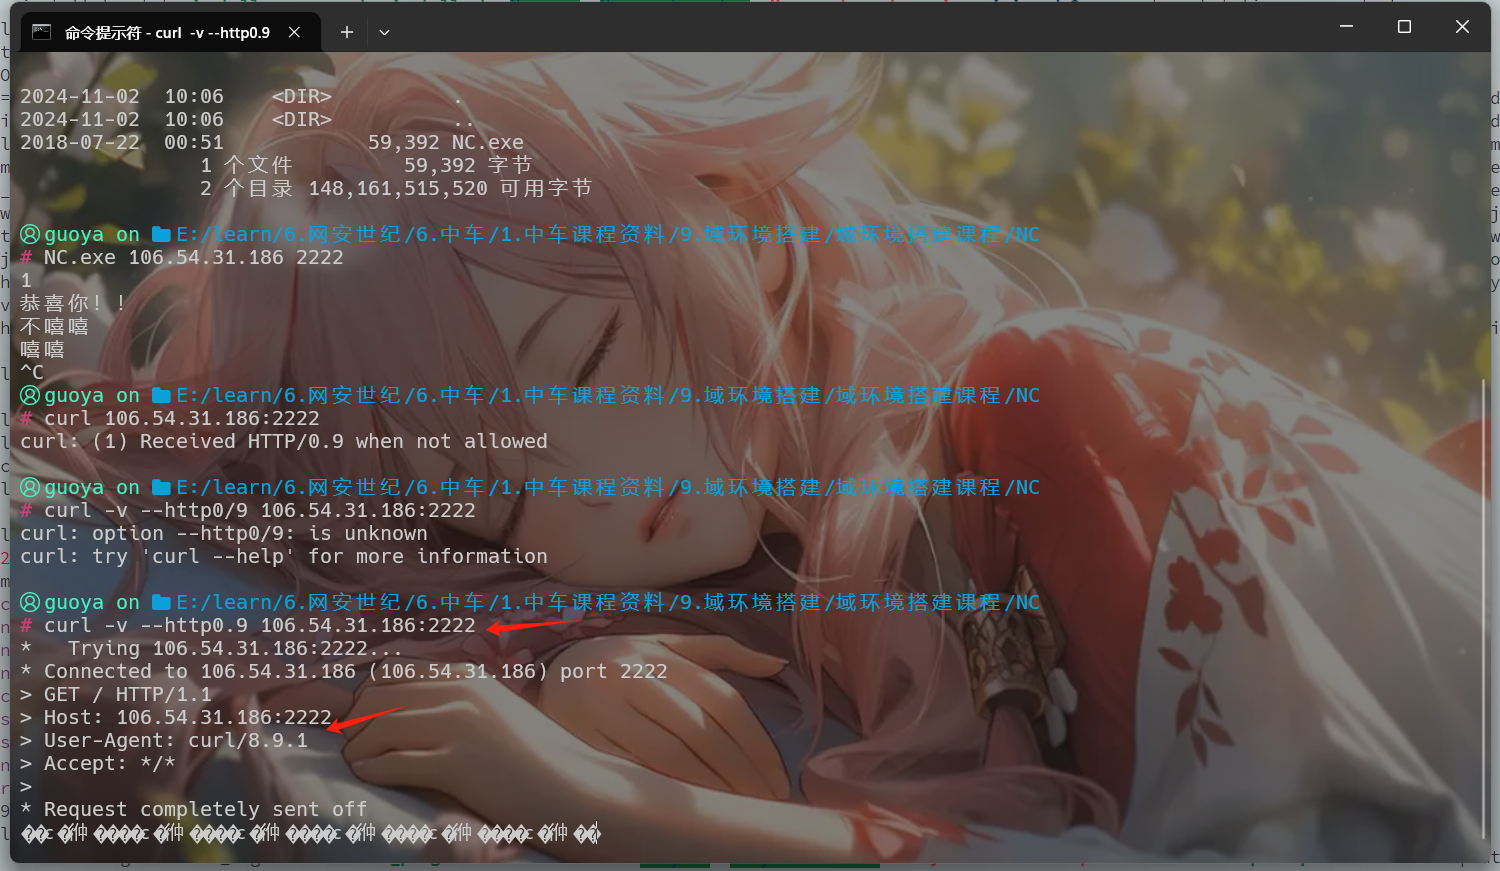 命令提示符 - curl  -v --http0.9
2024-11-02  10:06    <DIR>          .
2024-11-02  10:06    <DIR>          ..
2018-07-22  00:51            59,392 NC.exe
1 个文件         59,392 字节
2 个目录 148,161,515,520 可用字节
guoya on E:/learn/6.网安世纪/6.中车/1.中车课程资料/9.域环境搭建/域环境搭建课程/NC
# NC.exe 106.54.31.186 2222
1
恭喜你！！
不嘻嘻
嘻嘻
^C
guoya on E:/learn/6.网安世纪/6.中车/1.中车课程资料/9.域环境搭建/域环境搭建课程/NC
# curl 106.54.31.186:2222
curl: (1) Received HTTP/0.9 when not allowed
guoya on E:/learn/6.网安世纪/6.中车/1.中车课程资料/9.域环境搭建/域环境搭建课程/NC
# curl -v --http0/9 106.54.31.186:2222
curl: option --http0/9: is unknown
curl: try 'curl --help' for more information
guoya on E:/learn/6.网安世纪/6.中车/1.中车课程资料/9.域环境搭建/域环境搭建课程/NC
# curl -v --http0.9 106.54.31.186:2222
*   Trying 106.54.31.186:2222...
* Connected to 106.54.31.186 (106.54.31.186) port 2222
> GET / HTTP/1.1
> Host: 106.54.31.186:2222
> User-Agent: curl/8.9.1
> Accept: */*
>
* Request completely sent off